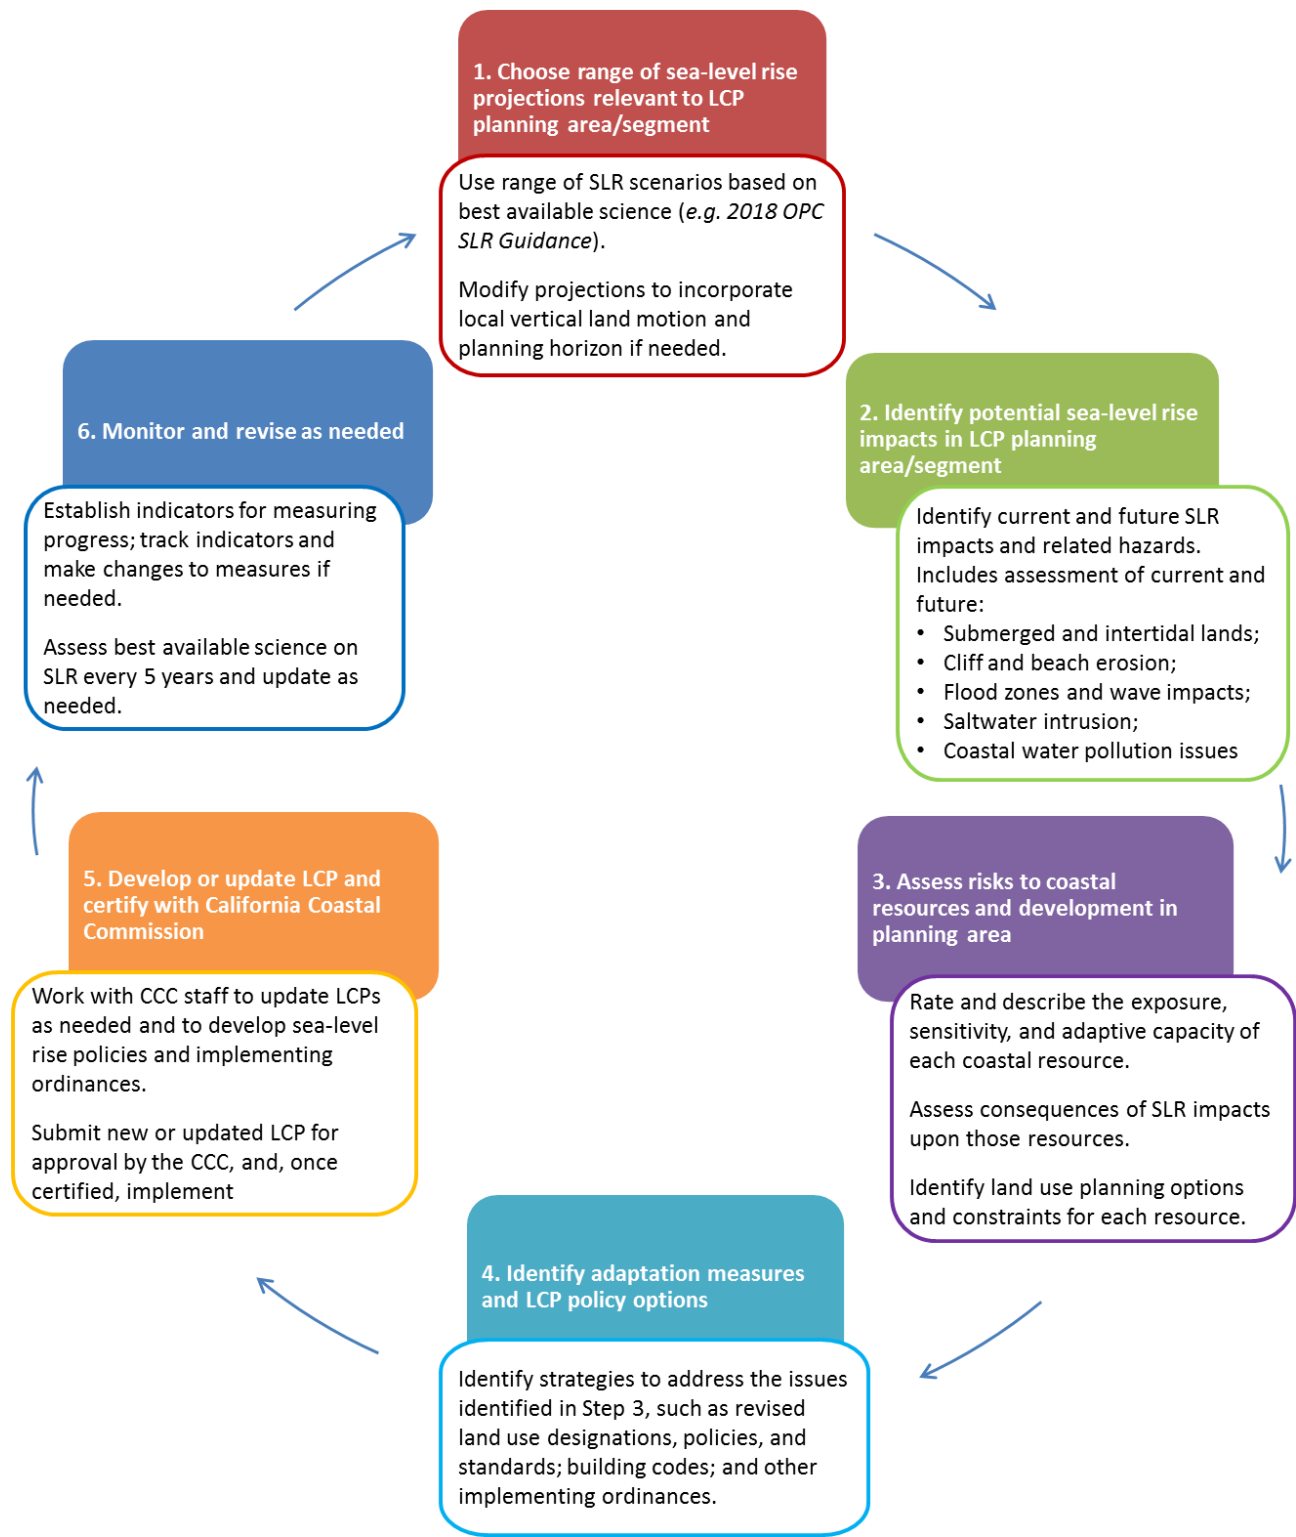 1. Choose range of sea-level rise
projections relevant to LCP
planning area/segment
Use range of SLR scenarios based on
best available science (e.g. 2018 OPC
SLR Guidance).
Modify projections to incorporate
local vertical land motion and
planning horizon if needed.
2. Identify potential sea-level rise
impacts in LCP planning
area/segment
Identify current and future SLR
impacts and related hazards.
Includes assessment of current and
future:
• Submerged and intertidal lands;
• Cliff and beach erosion;
• Flood zones and wave impacts;
• Saltwater intrusion;
• Coastal water pollution issues
3. Assess risks to coastal
resources and development in
planning area
Rate and describe the exposure,
sensitivity, and adaptive capacity of
each coastal resource.
Assess consequences of SLR impacts
upon those resources.
Identify land use planning options
and constraints for each resource.
4. Identify adaptation measures
and LCP policy options
Identify strategies to address the issues
identified in Step 3, such as revised
land use designations, policies, and
standards; building codes; and other
implementing ordinances.
5. Develop or update LCP and
certify with California Coastal
Commission
Work with CCC staff to update LCPs
as needed and to develop sea-level
rise policies and implementing
ordinances.
Submit new or updated LCP for
approval by the CCC, and, once
certified, implement
6. Monitor and revise as needed
Establish indicators for measuring
progress; track indicators and
make changes to measures if
needed.
Assess best available science on
SLR every 5 years and update as
needed.